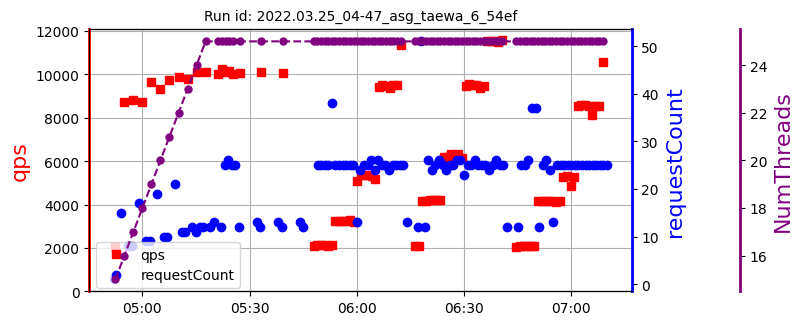 Run id: 2022.03.25_04-47_asg_taewa_6_54ef
12000
10000
8000
6000
4000
2000
0
qps
50
40
30
20
10
0
requestCount
24
22
20
18
16
NumThreads
qps
requestCount
05:00 05:30 06:00 06:30 07:00